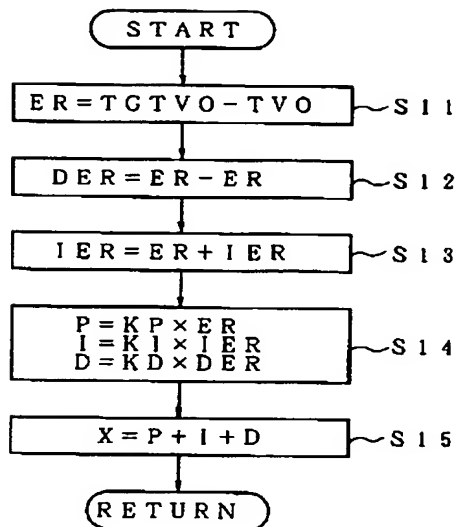 START
ER=TGTVO-TVO
S11
DER=ER-ER
S12
IER=ER+IER
S13
P=KP×ER
I=KI×IER
D=KD×DER
S14
X=P+I+D
S15
RETURN